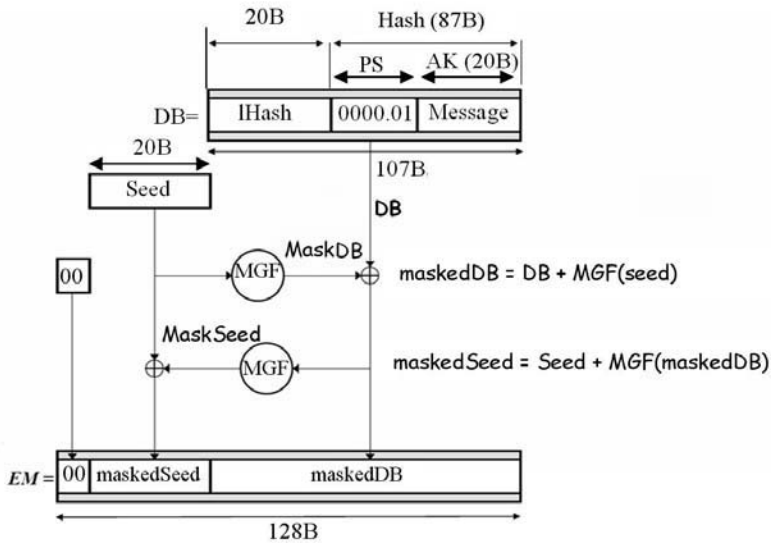 20B Hash (87B)
PS AK (20B)
DB= lHash 0000.01 Message
20B 107B
Seed
DB
MaskDB
00 MGF maskedDB = DB + MGF(seed)
MaskSeed
MGF maskedSeed = Seed + MGF(maskedDB)
EM= 00 maskedSeed maskedDB
128B